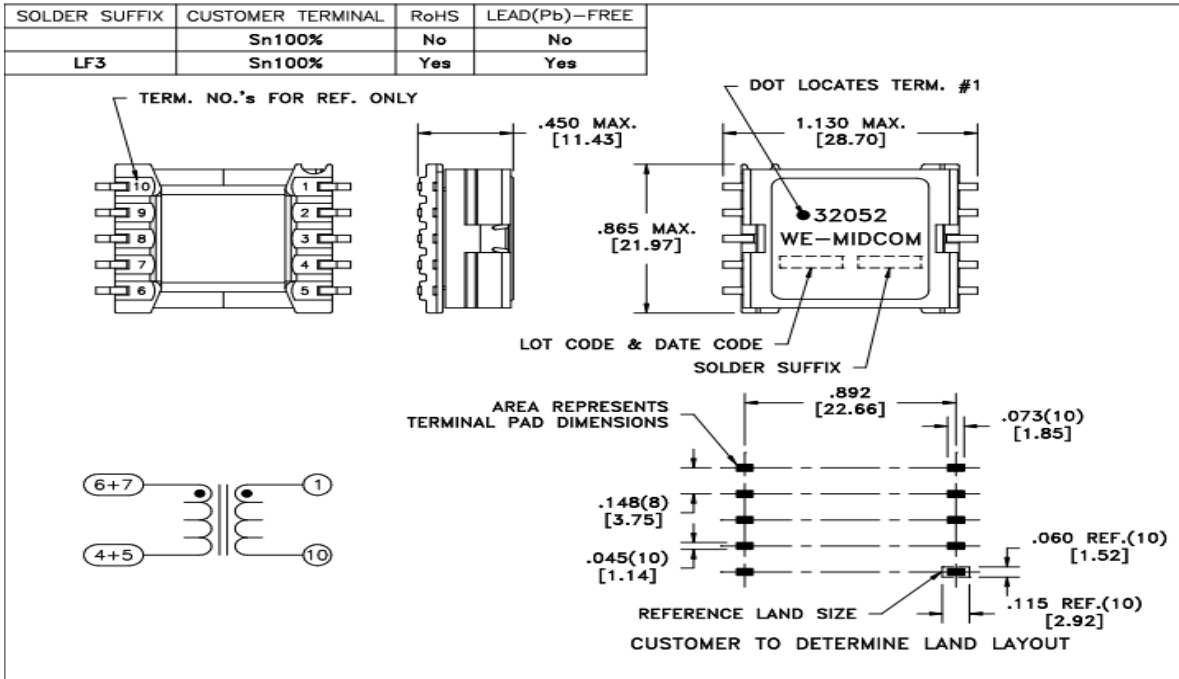 SOLDER SUFFIX CUSTOMER TERMINAL RoHS LEAD(Pb)-FREE
Sn100% No No
LF3 Sn100% Yes Yes
TERM. NO.'s FOR REF. ONLY
DOT LOCATES TERM. #1
.450 MAX.
[11.43]
1.130 MAX.
[28.70]
10 1
9 2
8 3
7 4
6 5
.865 MAX.
[21.97]
32052
WE-MIDCOM
LOT CODE & DATE CODE
SOLDER SUFFIX
AREA REPRESENTS
TERMINAL PAD DIMENSIONS
.892
[22.66]
.073(10)
[1.85]
6+7 1
4+5 10
.148(8)
[3.75]
.045(10)
[1.14]
.060 REF.(10)
[1.52]
REFERENCE LAND SIZE
.115 REF.(10)
[2.92]
CUSTOMER TO DETERMINE LAND LAYOUT